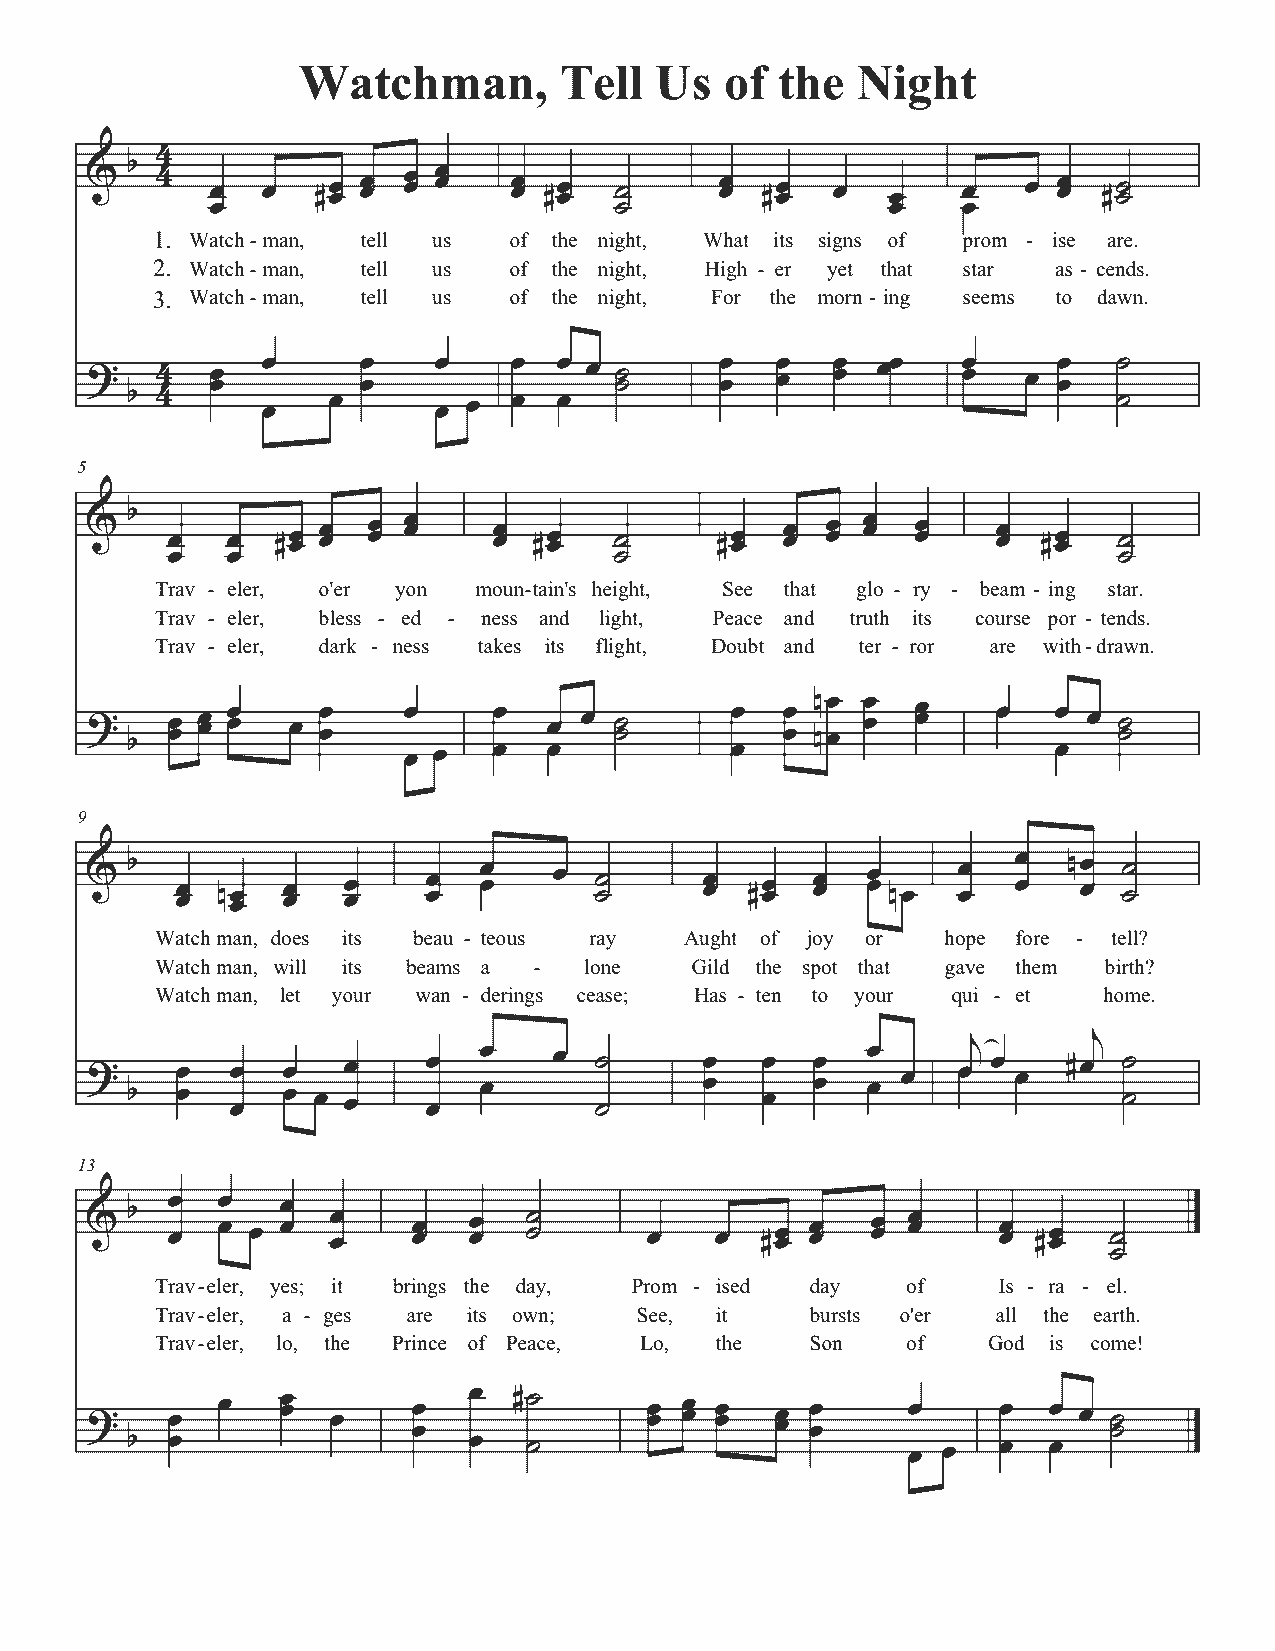 Watchman, Tell Us of the Night
4
4
1. Watch - man, tell us of the night, What its signs of prom - ise are.
2. Watch - man, tell us of the night, High - er yet that star as - cends.
3. Watch - man, tell us of the night, For the morn - ing seems to dawn.
4
4
5
Trav - eler, o'er yon moun-tain's height, See that glo - ry - beam - ing star.
Trav - eler, bless - ed - ness and light, Peace and truth its course por - tends.
Trav - eler, dark - ness takes its flight, Doubt and ter - ror are with - drawn.
9
Watch man, does its beau - teous ray Aught of joy or hope fore - tell?
Watch man, will its beams a - lone Gild the spot that gave them birth?
Watch man, let your wan - derings cease; Has - ten to your qui - et home.
13
Trav-eler, yes; it brings the day, Prom - ised day of Is - ra - el.
Trav-eler, a - ges are its own; See, it bursts o'er all the earth.
Trav-eler, lo, the Prince of Peace, Lo, the Son of God is come!